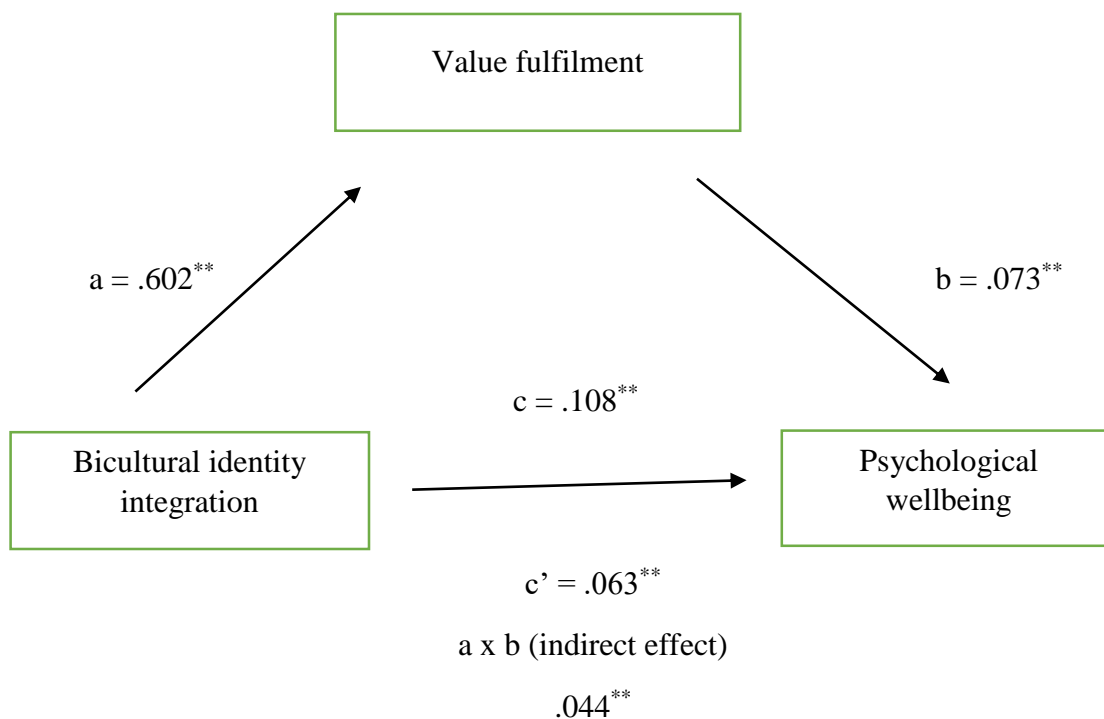 Value fulfilment
a = .602**
b = .073**
c = .108**
Bicultural identity
integration
Psychological
wellbeing
c’ = .063**
a x b (indirect effect)
.044**